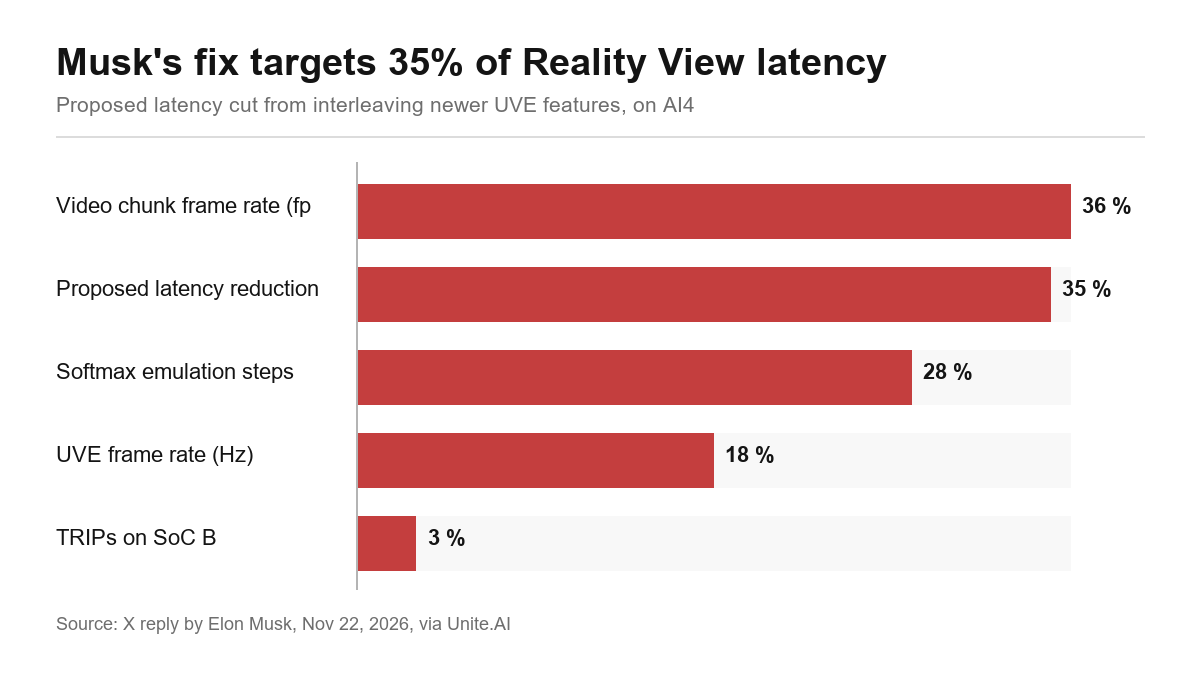 Musk's fix targets 35% of Reality View latency
Proposed latency cut from interleaving newer UVE features, on AI4
Video chunk frame rate (fp
36 %
Proposed latency reduction
35 %
Softmax emulation steps
28 %
UVE frame rate (Hz)
18 %
TRIPs on SoC B
3 %
Source: X reply by Elon Musk, Nov 22, 2026, via Unite.AI